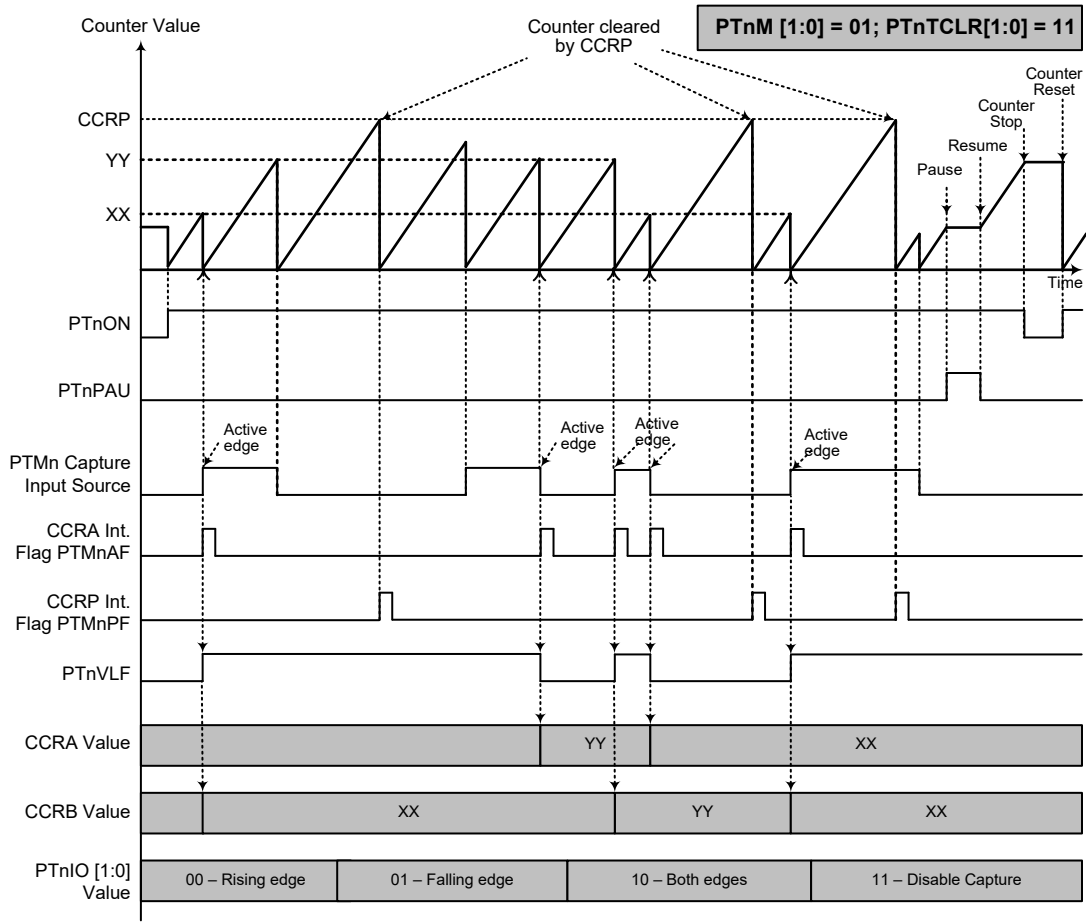 PTnM [1:0] = 01; PTnTCLR[1:0] = 11
Counter Value
Counter cleared
by CCRP
Counter
Reset
Counter
Stop
CCRP
Resume
YY
Pause
XX
Time
PTnON
PTnPAU
Active
edge
Active
edge
Active
edge
Active
edge
PTMn Capture
Input Source
CCRA Int.
Flag PTMnAF
CCRP Int.
Flag PTMnPF
PTnVLF
CCRA Value
YY
XX
CCRB Value
XX
YY
XX
PTnIO [1:0]
Value
00 – Rising edge
01 – Falling edge
10 – Both edges
11 – Disable Capture